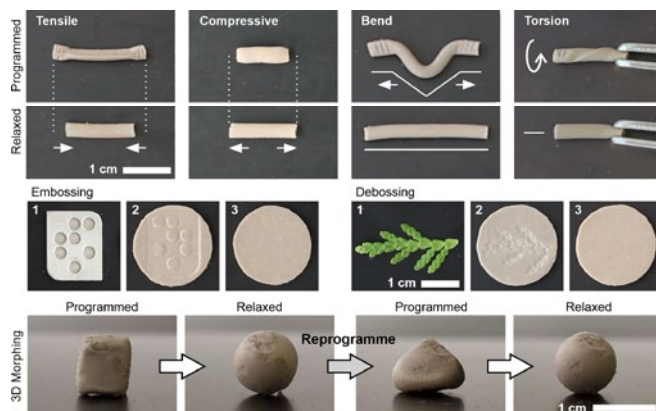 Tensile
Compressive
Bend
Torsion
Programmed
Relaxed
1 cm
Embossing
Debossing
1
2
3
1
2
3
1 cm
Programmed
Relaxed
Programmed
Relaxed
Reprogramme
3D Morphing
1 cm